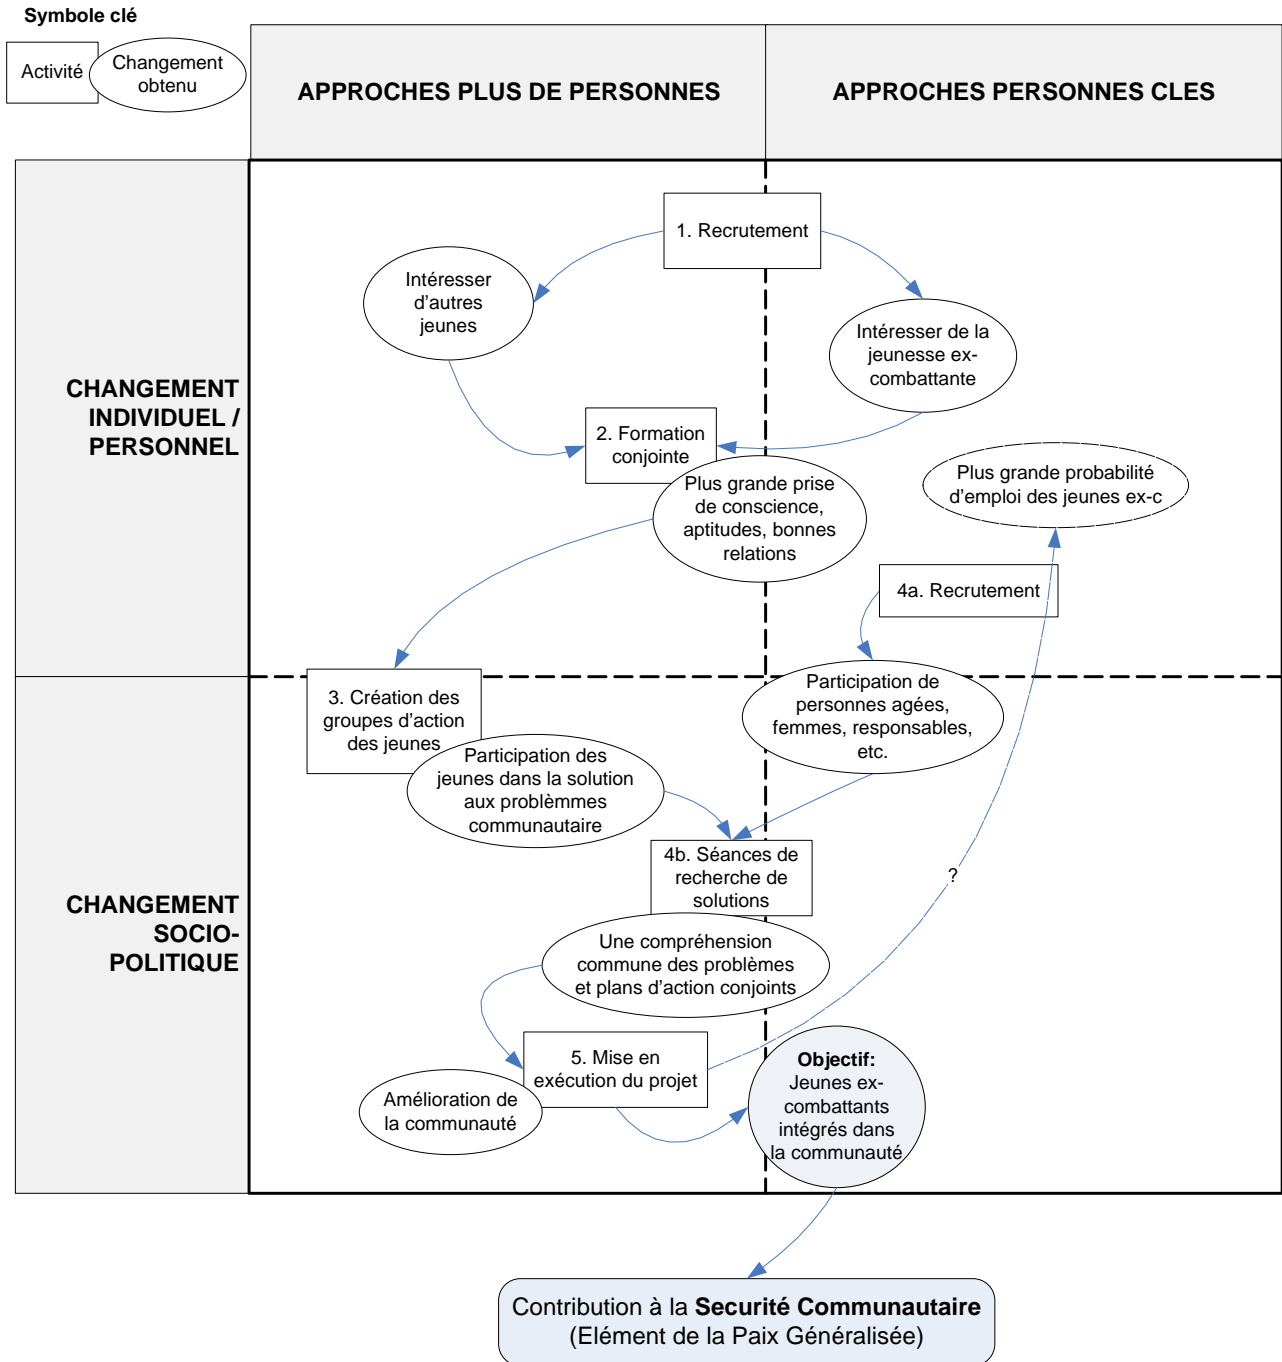 Symbole clé
Activité
Changement
obtenu
APPROCHES PLUS DE PERSONNES
APPROCHES PERSONNES CLES
CHANGEMENT
INDIVIDUEL /
PERSONNEL
1. Recrutement
Intéresser
d'autres
jeunes
Intéresser de la
jeunesse ex-
combattante
2. Formation
conjointe
Plus grande prise
de conscience,
aptitudes, bonnes
relations
Plus grande probabilité
d'emploi des jeunes ex-c
4a. Recrutement
CHANGEMENT
SOCIO-
POLITIQUE
3. Création des
groupes d'action
des jeunes
Participation de
personnes agées,
femmes, responsables,
etc.
Participation des
jeunes dans la solution
aux problèmmes
communautaire
4b. Séances de
recherche de
solutions
?
Une compréhension
commune des problèmes
et plans d'action conjoints
5. Mise en
exécution du projet
Amélioration de
la communauté
Objectif:
Jeunes ex-
combattants
intégrés dans
la communauté
Contribution à la Securité Communautaire
(Elément de la Paix Généralisée)